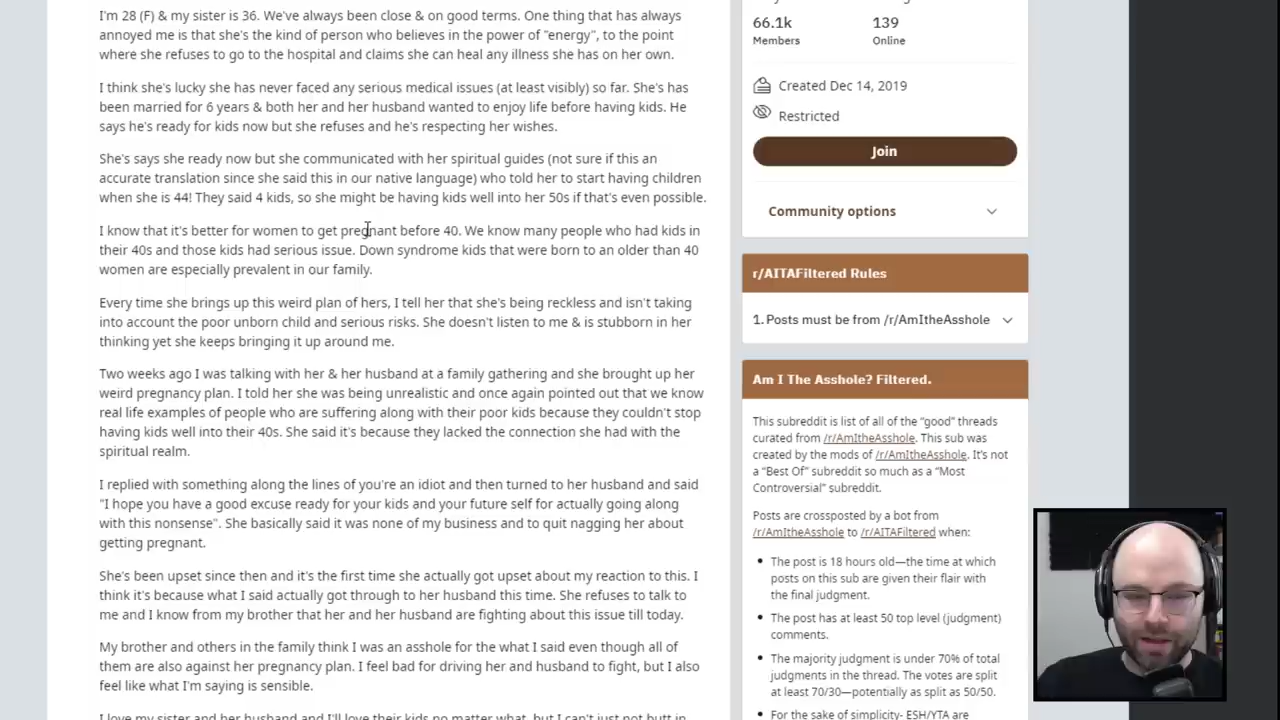 I'm 28 (F) & my sister is 36. We've always been close & on good terms. One thing that has always
annoyed me is that she's the kind of person who believes in the power of "energy", to the point
where she refuses to go to the hospital and claims she can heal any illness she has on her own.
I think she's lucky she has never faced any serious medical issues (at least visibly) so far. She's has
been married for 6 years & both her and her husband wanted to enjoy life before having kids. He
says he's ready for kids now but she refuses and he's respecting her wishes.
She's says she ready now but she communicated with her spiritual guides (not sure if this an
accurate translation since she said this in our native language) who told her to start having children
when she is 44! They said 4 kids, so she might be having kids well into her 50s if that's even possible.
I know that it's better for women to get pregnant before 40. We know many people who had kids in
their 40s and those kids had serious issue. Down syndrome kids that were born to an older than 40
women are especially prevalent in our family.
Every time she brings up this weird plan of hers, I tell her that she's being reckless and isn't taking
into account the poor unborn child and serious risks. She doesn't listen to me & is stubborn in her
thinking yet she keeps bringing it up around me.
Two weeks ago I was talking with her & her husband at a family gathering and she brought up her
weird pregnancy plan. I told her she was being unrealistic and once again pointed out that we know
real life examples of people who are suffering along with their poor kids because they couldn't stop
having kids well into their 40s. She said it's because they lacked the connection she had with the
spiritual realm.
I replied with something along the lines of you're an idiot and then turned to her husband and said
"I hope you have a good excuse ready for your kids and your future self for actually going along
with this nonsense". She basically said it was none of my business and to quit nagging her about
getting pregnant.
She's been upset since then and it's the first time she actually got upset about my reaction to this. I
think it's because what I said actually got through to her husband this time. She refuses to talk to
me and I know from my brother that her and her husband are fighting about this issue till today.
My brother and others in the family think I was an asshole for the what I said even though all of
them are also against her pregnancy plan. I feel bad for driving her and husband to fight, but I also
feel like what I'm saying is sensible.
I love my sister and her husband and I'll love their kids no matter what, but I can't just not butt in
66.1k
Members
139
Online
Created Dec 14, 2019
Restricted
Join
Community options
r/AITAFiltered Rules
1. Posts must be from /r/AmItheAsshole
Am I The Asshole? Filtered.
This subreddit is list of all of the "good" threads
curated from /r/AmItheAsshole. This sub was
created by the mods of /r/AmItheAsshole. It's not
a "Best Of" subreddit so much as a "Most
Controversial" subreddit.
Posts are crossposted by a bot from
/r/AmItheAsshole to /r/AITAFiltered when:
• The post is 18 hours old—the time at which
posts on this sub are given their flair with
the final judgment.
• The post has at least 50 top level (judgment)
comments.
• The majority judgment is under 70% of total
judgments in the thread. The votes are
split at least 70/30—potentially as split as 50/50.
• For the sake of simplicity- ESH/YTA are